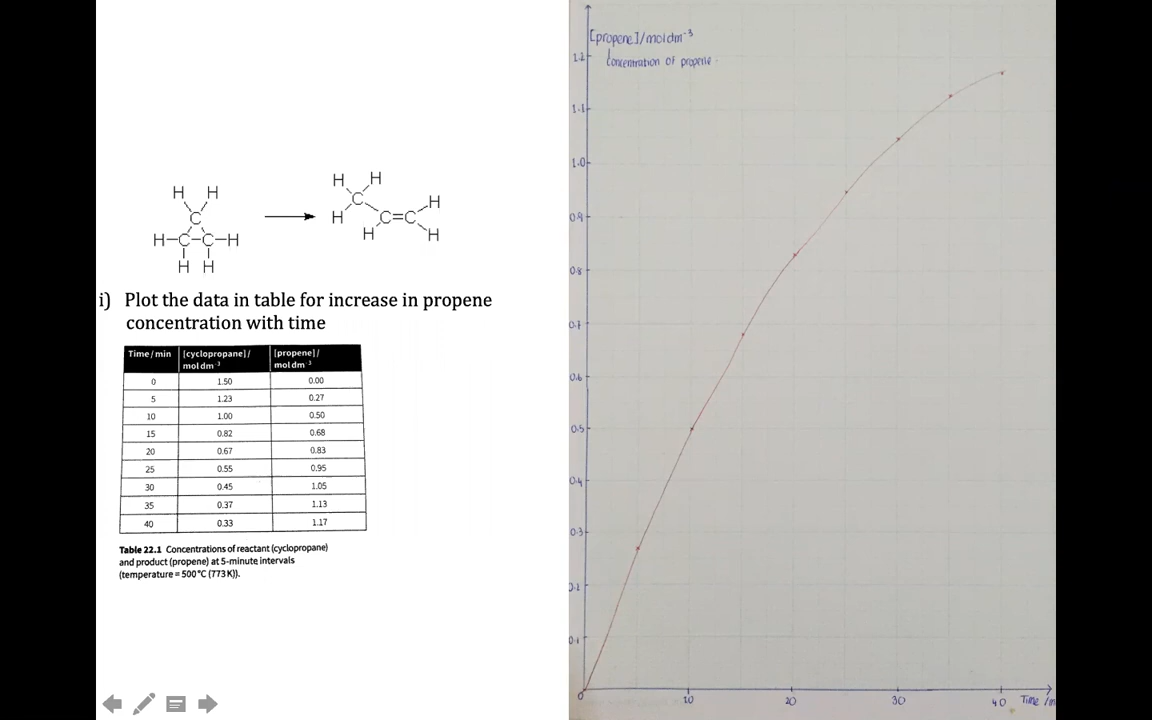 H H
C
H-C-C-H
H H
H H
C
H
C=C
H
H
H
i) Plot the data in table for increase in propene
concentration with time
Time/min [cyclopropane]/ mol dm⁻³ [propene]/ mol dm⁻³
0 1.50 0.00
5 1.23 0.27
10 1.00 0.50
15 0.82 0.68
20 0.67 0.83
25 0.55 0.95
30 0.45 1.05
35 0.37 1.13
40 0.33 1.17
Table 22.1 Concentrations of reactant (cyclopropane)
and product (propene) at 5-minute intervals
(temperature = 500°C (773 K)).
[propene]/moldm⁻³
Concentration of propene
1.2
1.1
1.0
0.9
0.8
0.7
0.6
0.5
0.4
0.3
0.2
0.1
0 10 20 30 40 Time /m